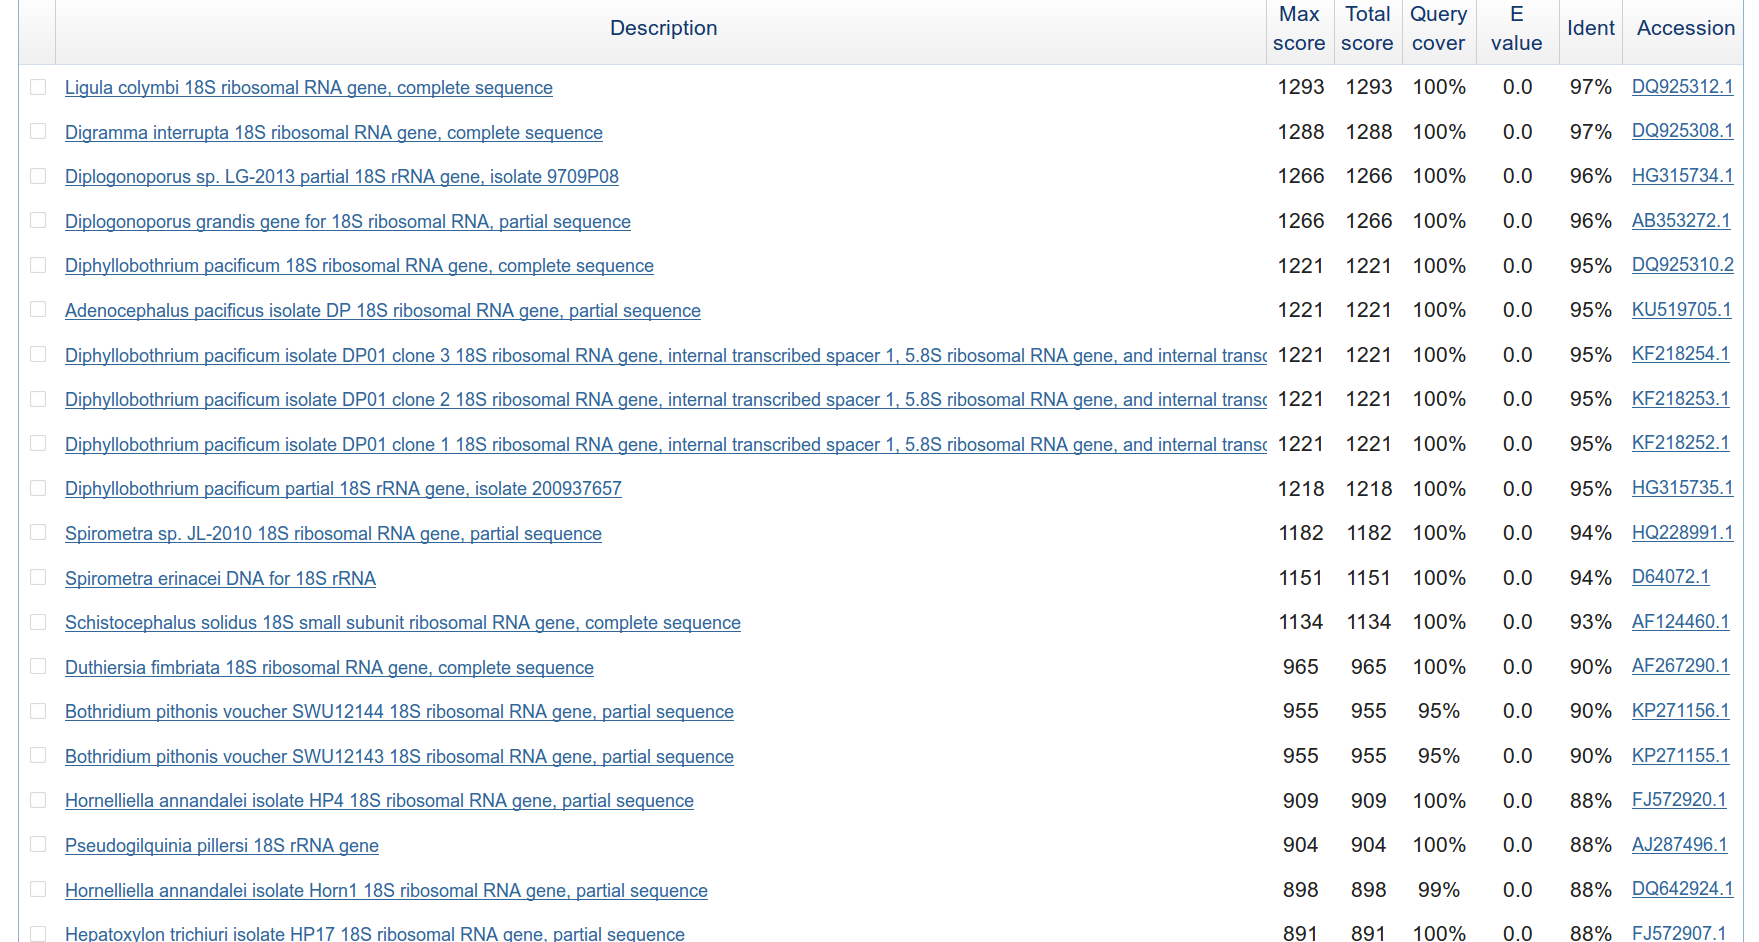 Description Max score Total score Query cover E value Ident Accession
Ligula colymbi 18S ribosomal RNA gene, complete sequence 1293 1293 100% 0.0 97% DQ925312.1
Digramma interrupta 18S ribosomal RNA gene, complete sequence 1288 1288 100% 0.0 97% DQ925308.1
Diplogonoporus sp. LG-2013 partial 18S rRNA gene, isolate 9709P08 1266 1266 100% 0.0 96% HG315734.1
Diplogonoporus grandis gene for 18S ribosomal RNA, partial sequence 1266 1266 100% 0.0 96% AB353272.1
Diphyllobothrium pacificum 18S ribosomal RNA gene, complete sequence 1221 1221 100% 0.0 95% DQ925310.2
Adenocephalus pacificus isolate DP 18S ribosomal RNA gene, partial sequence 1221 1221 100% 0.0 95% KU519705.1
Diphyllobothrium pacificum isolate DP01 clone 3 18S ribosomal RNA gene, internal transcribed spacer 1, 5.8S ribosomal RNA gene, and internal transc 1221 1221 100% 0.0 95% KF218254.1
Diphyllobothrium pacificum isolate DP01 clone 2 18S ribosomal RNA gene, internal transcribed spacer 1, 5.8S ribosomal RNA gene, and internal transc 1221 1221 100% 0.0 95% KF218253.1
Diphyllobothrium pacificum isolate DP01 clone 1 18S ribosomal RNA gene, internal transcribed spacer 1, 5.8S ribosomal RNA gene, and internal transc 1221 1221 100% 0.0 95% KF218252.1
Diphyllobothrium pacificum partial 18S rRNA gene, isolate 200937657 1218 1218 100% 0.0 95% HG315735.1
Spirometra sp. JL-2010 18S ribosomal RNA gene, partial sequence 1182 1182 100% 0.0 94% HQ228991.1
Spirometra erinacei DNA for 18S rRNA 1151 1151 100% 0.0 94% D64072.1
Schistocephalus solidus 18S small subunit ribosomal RNA gene, complete sequence 1134 1134 100% 0.0 93% AF124460.1
Duthiersia fimbriata 18S ribosomal RNA gene, complete sequence 965 965 100% 0.0 90% AF267290.1
Bothridium pithonis voucher SWU12144 18S ribosomal RNA gene, partial sequence 955 955 95% 0.0 90% KP271156.1
Bothridium pithonis voucher SWU12143 18S ribosomal RNA gene, partial sequence 955 955 95% 0.0 90% KP271155.1
Hornelliella annandalei isolate HP4 18S ribosomal RNA gene, partial sequence 909 909 100% 0.0 88% FJ572920.1
Pseudogilquinia pillersi 18S rRNA gene 904 904 100% 0.0 88% AJ287496.1
Hornelliella annandalei isolate Horn1 18S ribosomal RNA gene, partial sequence 898 898 99% 0.0 88% DQ642924.1
Hepatoxylon trichiuri isolate HP17 18S ribosomal RNA gene, partial sequence 891 891 100% 0.0 88% FJ572907.1